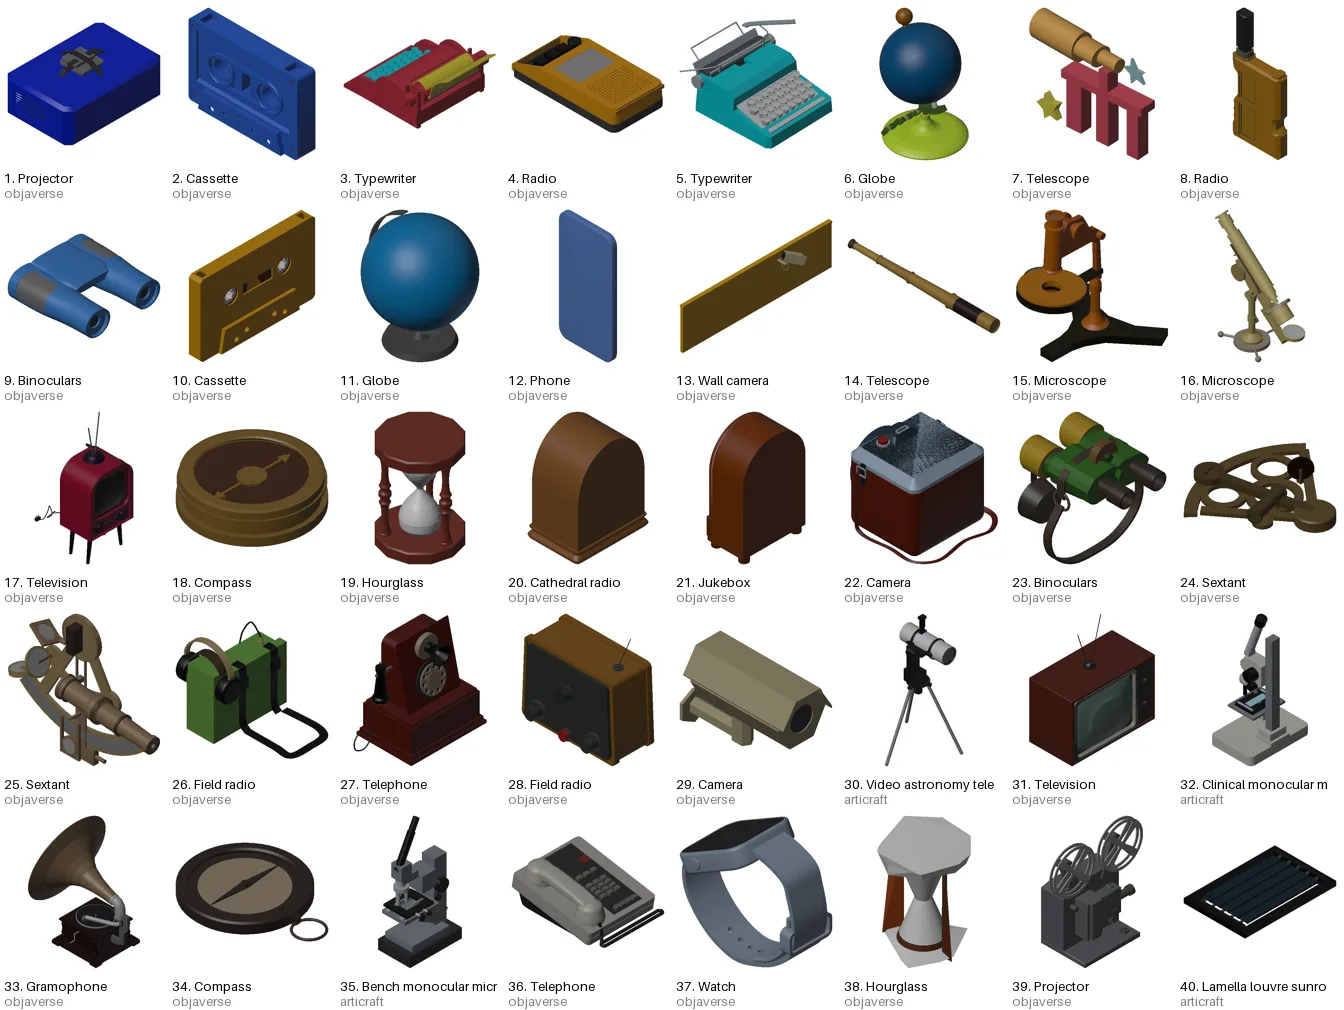 1. Projector
objaverse
2. Cassette
objaverse
3. Typewriter
objaverse
4. Radio
objaverse
5. Typewriter
objaverse
6. Globe
objaverse
7. Telescope
objaverse
8. Radio
objaverse
9. Binoculars
objaverse
10. Cassette
objaverse
11. Globe
objaverse
12. Phone
objaverse
13. Wall camera
objaverse
14. Telescope
objaverse
15. Microscope
objaverse
16. Microscope
objaverse
17. Television
objaverse
18. Compass
objaverse
19. Hourglass
objaverse
20. Cathedral radio
objaverse
21. Jukebox
objaverse
22. Camera
objaverse
23. Binoculars
objaverse
24. Sextant
objaverse
25. Sextant
objaverse
26. Field radio
objaverse
27. Telephone
objaverse
28. Field radio
objaverse
29. Camera
objaverse
30. Video astronomy tele
articraft
31. Television
objaverse
32. Clinical monocular m
articraft
33. Gramophone
objaverse
34. Compass
objaverse
35. Bench monocular micr
articraft
36. Telephone
objaverse
37. Watch
objaverse
38. Hourglass
objaverse
39. Projector
objaverse
40. Lamella louvre sunro
articraft